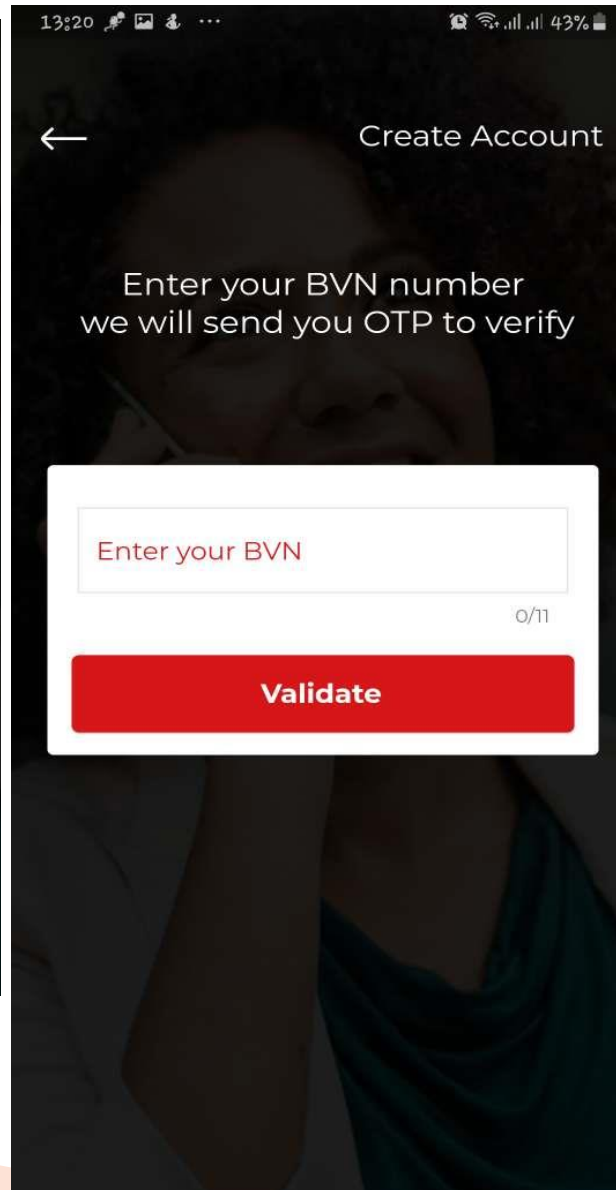 13:20 ... 43%
Create Account
Enter your BVN number
we will send you OTP to verify
Enter your BVN
0/11
Validate